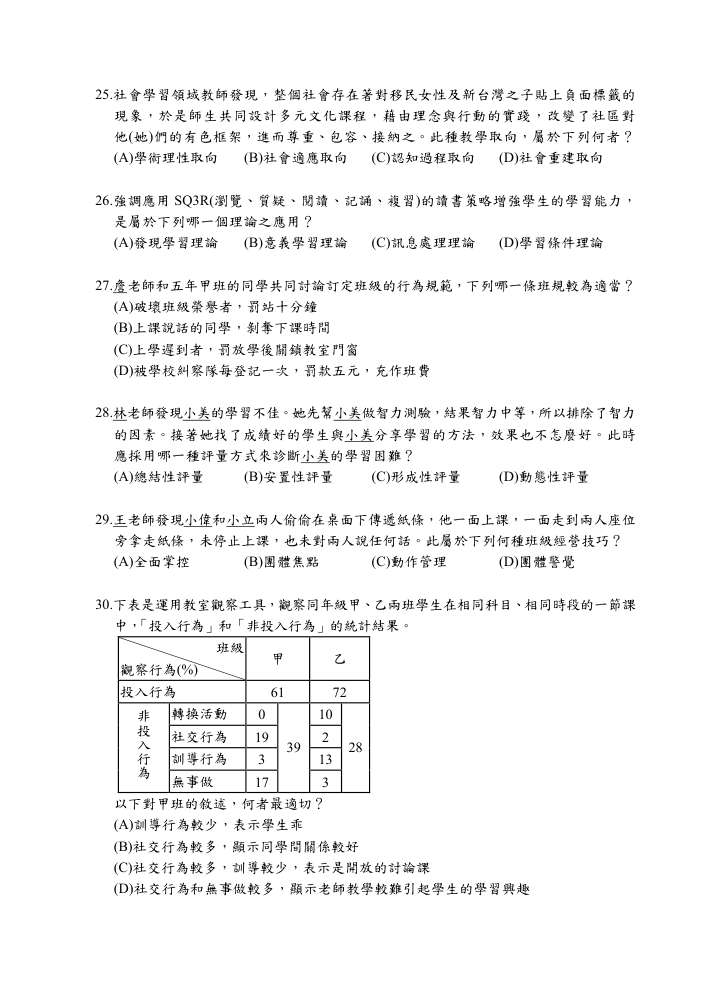 25.社會學習領域教師發現，整個社會存在著對移民女性及新台灣之子貼上負面標籤的
現象，於是師生共同設計多元文化課程，藉由理念與行動的實踐，改變了社區對
他(她)們的有色框架，進而尊重、包容、接納之。此種教學取向，屬於下列何者？
(A)學術理性取向 (B)社會適應取向 (C)認知過程取向 (D)社會重建取向
26.強調應用 SQ3R(瀏覽、質疑、閱讀、記誦、複習)的讀書策略增強學生的學習能力，
是屬於下列哪一個理論之應用？
(A)發現學習理論 (B)意義學習理論 (C)訊息處理理論 (D)學習條件理論
27.詹老師和五年甲班的同學共同討論訂定班級的行為規範，下列哪一條班規較為適當？
(A)破壞班級榮譽者，罰站十分鐘
(B)上課說話的同學，剝奪下課時間
(C)上學遲到者，罰放學後關鎖教室門窗
(D)被學校糾察隊每登記一次，罰款五元，充作班費
28.林老師發現小美的學習不佳。她先幫小美做智力測驗，結果智力中等，所以排除了智力
的因素。接著她找了成績好的學生與小美分享學習的方法，效果也不怎麼好。此時
應採用哪一種評量方式來診斷小美的學習困難？
(A)總結性評量 (B)安置性評量 (C)形成性評量 (D)動態性評量
29.王老師發現小偉和小立兩人偷偷在桌面下傳遞紙條，他一面上課，一面走到兩人座位
旁拿走紙條，未停止上課，也未對兩人說任何話。此屬於下列何種班級經營技巧？
(A)全面掌控 (B)團體焦點 (C)動作管理 (D)團體警覺
30.下表是運用教室觀察工具，觀察同年級甲、乙兩班學生在相同科目、相同時段的一節課
中，「投入行為」和「非投入行為」的統計結果。
班級
觀察行為(%) 甲 乙
投入行為 61 72
非投入行為
轉換活動 0 10
社交行為 19 2
39 28
訓導行為 3 13
無事做 17 3
以下對甲班的敘述，何者最適切？
(A)訓導行為較少，表示學生乖
(B)社交行為較多，顯示同學間關係較好
(C)社交行為較多，訓導較少，表示是開放的討論課
(D)社交行為和無事做較多，顯示老師教學較難引起學生的學習興趣